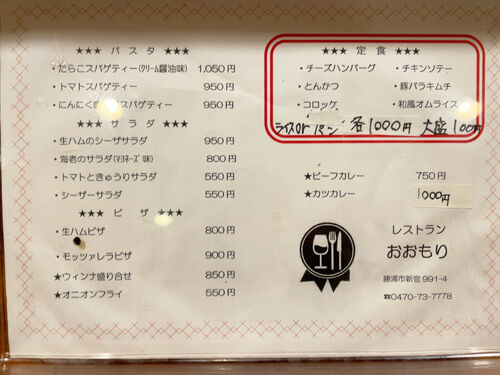 ★★★ パスタ ★★★
・たらこスパゲティー(クリーム醤油味) 1,050円
・トマトスパゲティー 950円
・にんにく スパゲティー 950円
★★★ サラダ ★★★
・生ハムのシーザサラダ 950円
・海老のサラダ(マヨネーズ味) 800円
・トマトときゅうりサラダ 550円
・シーザーサラダ 550円
★★★ ピザ ★★★
・生ハムピザ 800円
・モッツァレラピザ 900円
★ウィンナ盛り合せ 850円
★オニオンフライ 550円
★★★ 定食 ★★★
・チーズハンバーグ ・チキンソテー
・とんかつ ・豚バラキムチ
・コロッケ ・和風オムライス
ライスorパン 各1000円 大盛100円
★ビーフカレー 750円
★カツカレー 1000円
レストラン
おおもり
勝浦市新官991-4
☎0470-73-7778